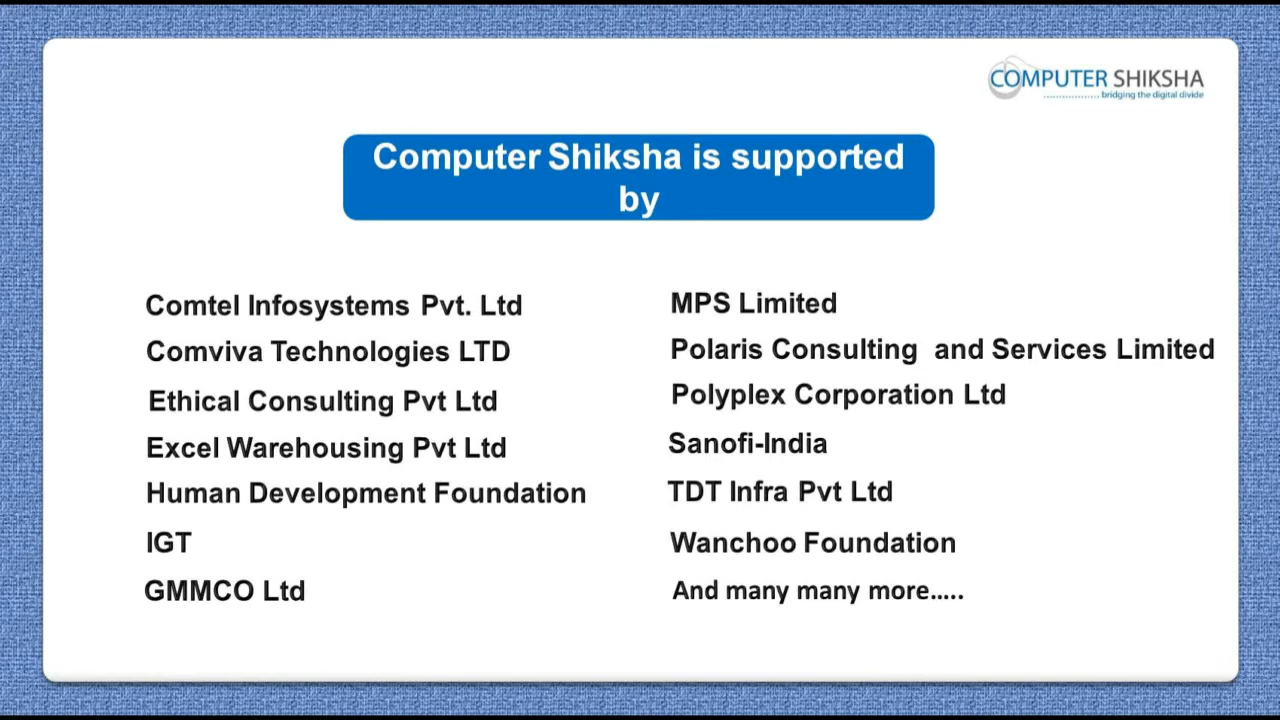 COMPUTER SHIKSHA
bridging the digital divide
Computer Shiksha is supported
by
Comtel Infosystems Pvt. Ltd
Comviva Technologies LTD
Ethical Consulting Pvt Ltd
Excel Warehousing Pvt Ltd
Human Development Foundation
IGT
GMMCO Ltd
MPS Limited
Polaris Consulting and Services Limited
Polyplex Corporation Ltd
Sanofi-India
TDT Infra Pvt Ltd
Wanchoo Foundation
And many many more.....